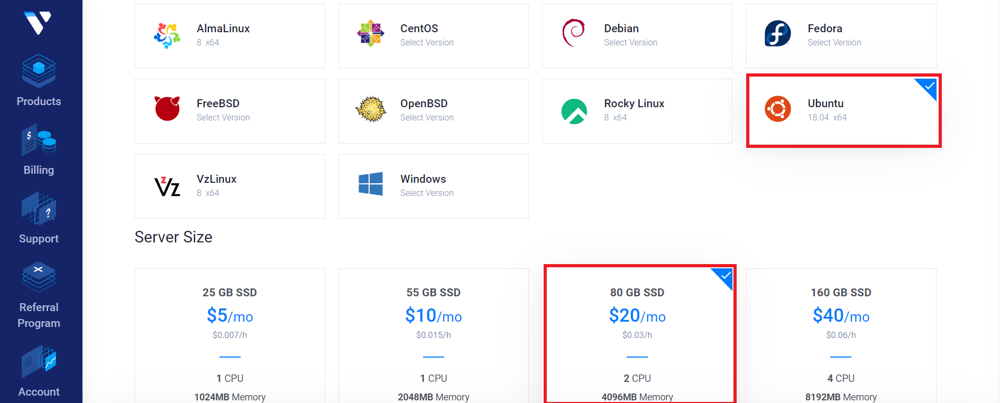 AlmaLinux
8 x64
CentOS
Select Version
Debian
Select Version
Fedora
Select Version
FreeBSD
Select Version
OpenBSD
Select Version
Rocky Linux
8 x64
Ubuntu
18.04 x64
VzLinux
8 x64
Windows
Select Version
Server Size
25 GB SSD
$5/mo
$0.007/h
1 CPU
1024MB Memory
55 GB SSD
$10/mo
$0.015/h
1 CPU
2048MB Memory
80 GB SSD
$20/mo
$0.03/h
2 CPU
4096MB Memory
160 GB SSD
$40/mo
$0.06/h
4 CPU
8192MB Memory
Products
Billing
Support
Referral
Program
Account